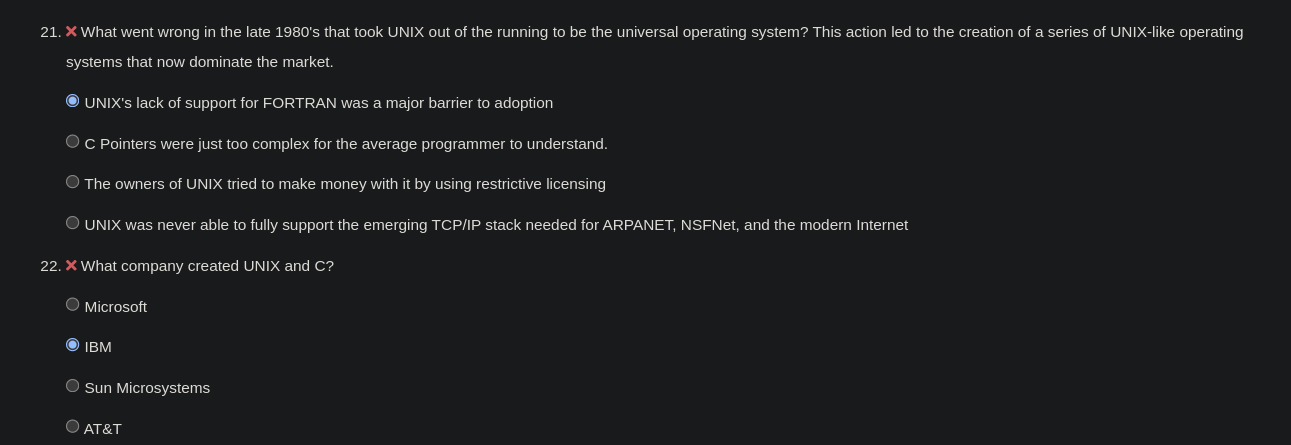 21. ❌ What went wrong in the late 1980's that took UNIX out of the running to be the universal operating system? This action led to the creation of a series of UNIX-like operating
systems that now dominate the market.
UNIX's lack of support for FORTRAN was a major barrier to adoption
C Pointers were just too complex for the average programmer to understand.
The owners of UNIX tried to make money with it by using restrictive licensing
UNIX was never able to fully support the emerging TCP/IP stack needed for ARPANET, NSFNet, and the modern Internet
22. ❌ What company created UNIX and C?
Microsoft
IBM
Sun Microsystems
AT&T